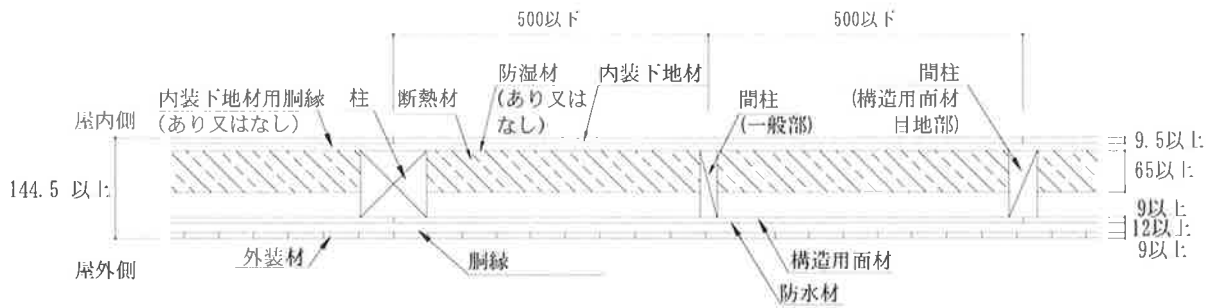 500以下
500以下
内装下地材用胴縁
(あり又はなし)
柱
断熱材
防湿材
(あり又は
なし)
内装下地材
間柱
(一般部)
間柱
(構造用面材
目地部)
屋内側
9.5以上
65以上
144.5 以上
9以上
12以上
9以上
外装材
胴縁
構造用面材
屋外側
防水材